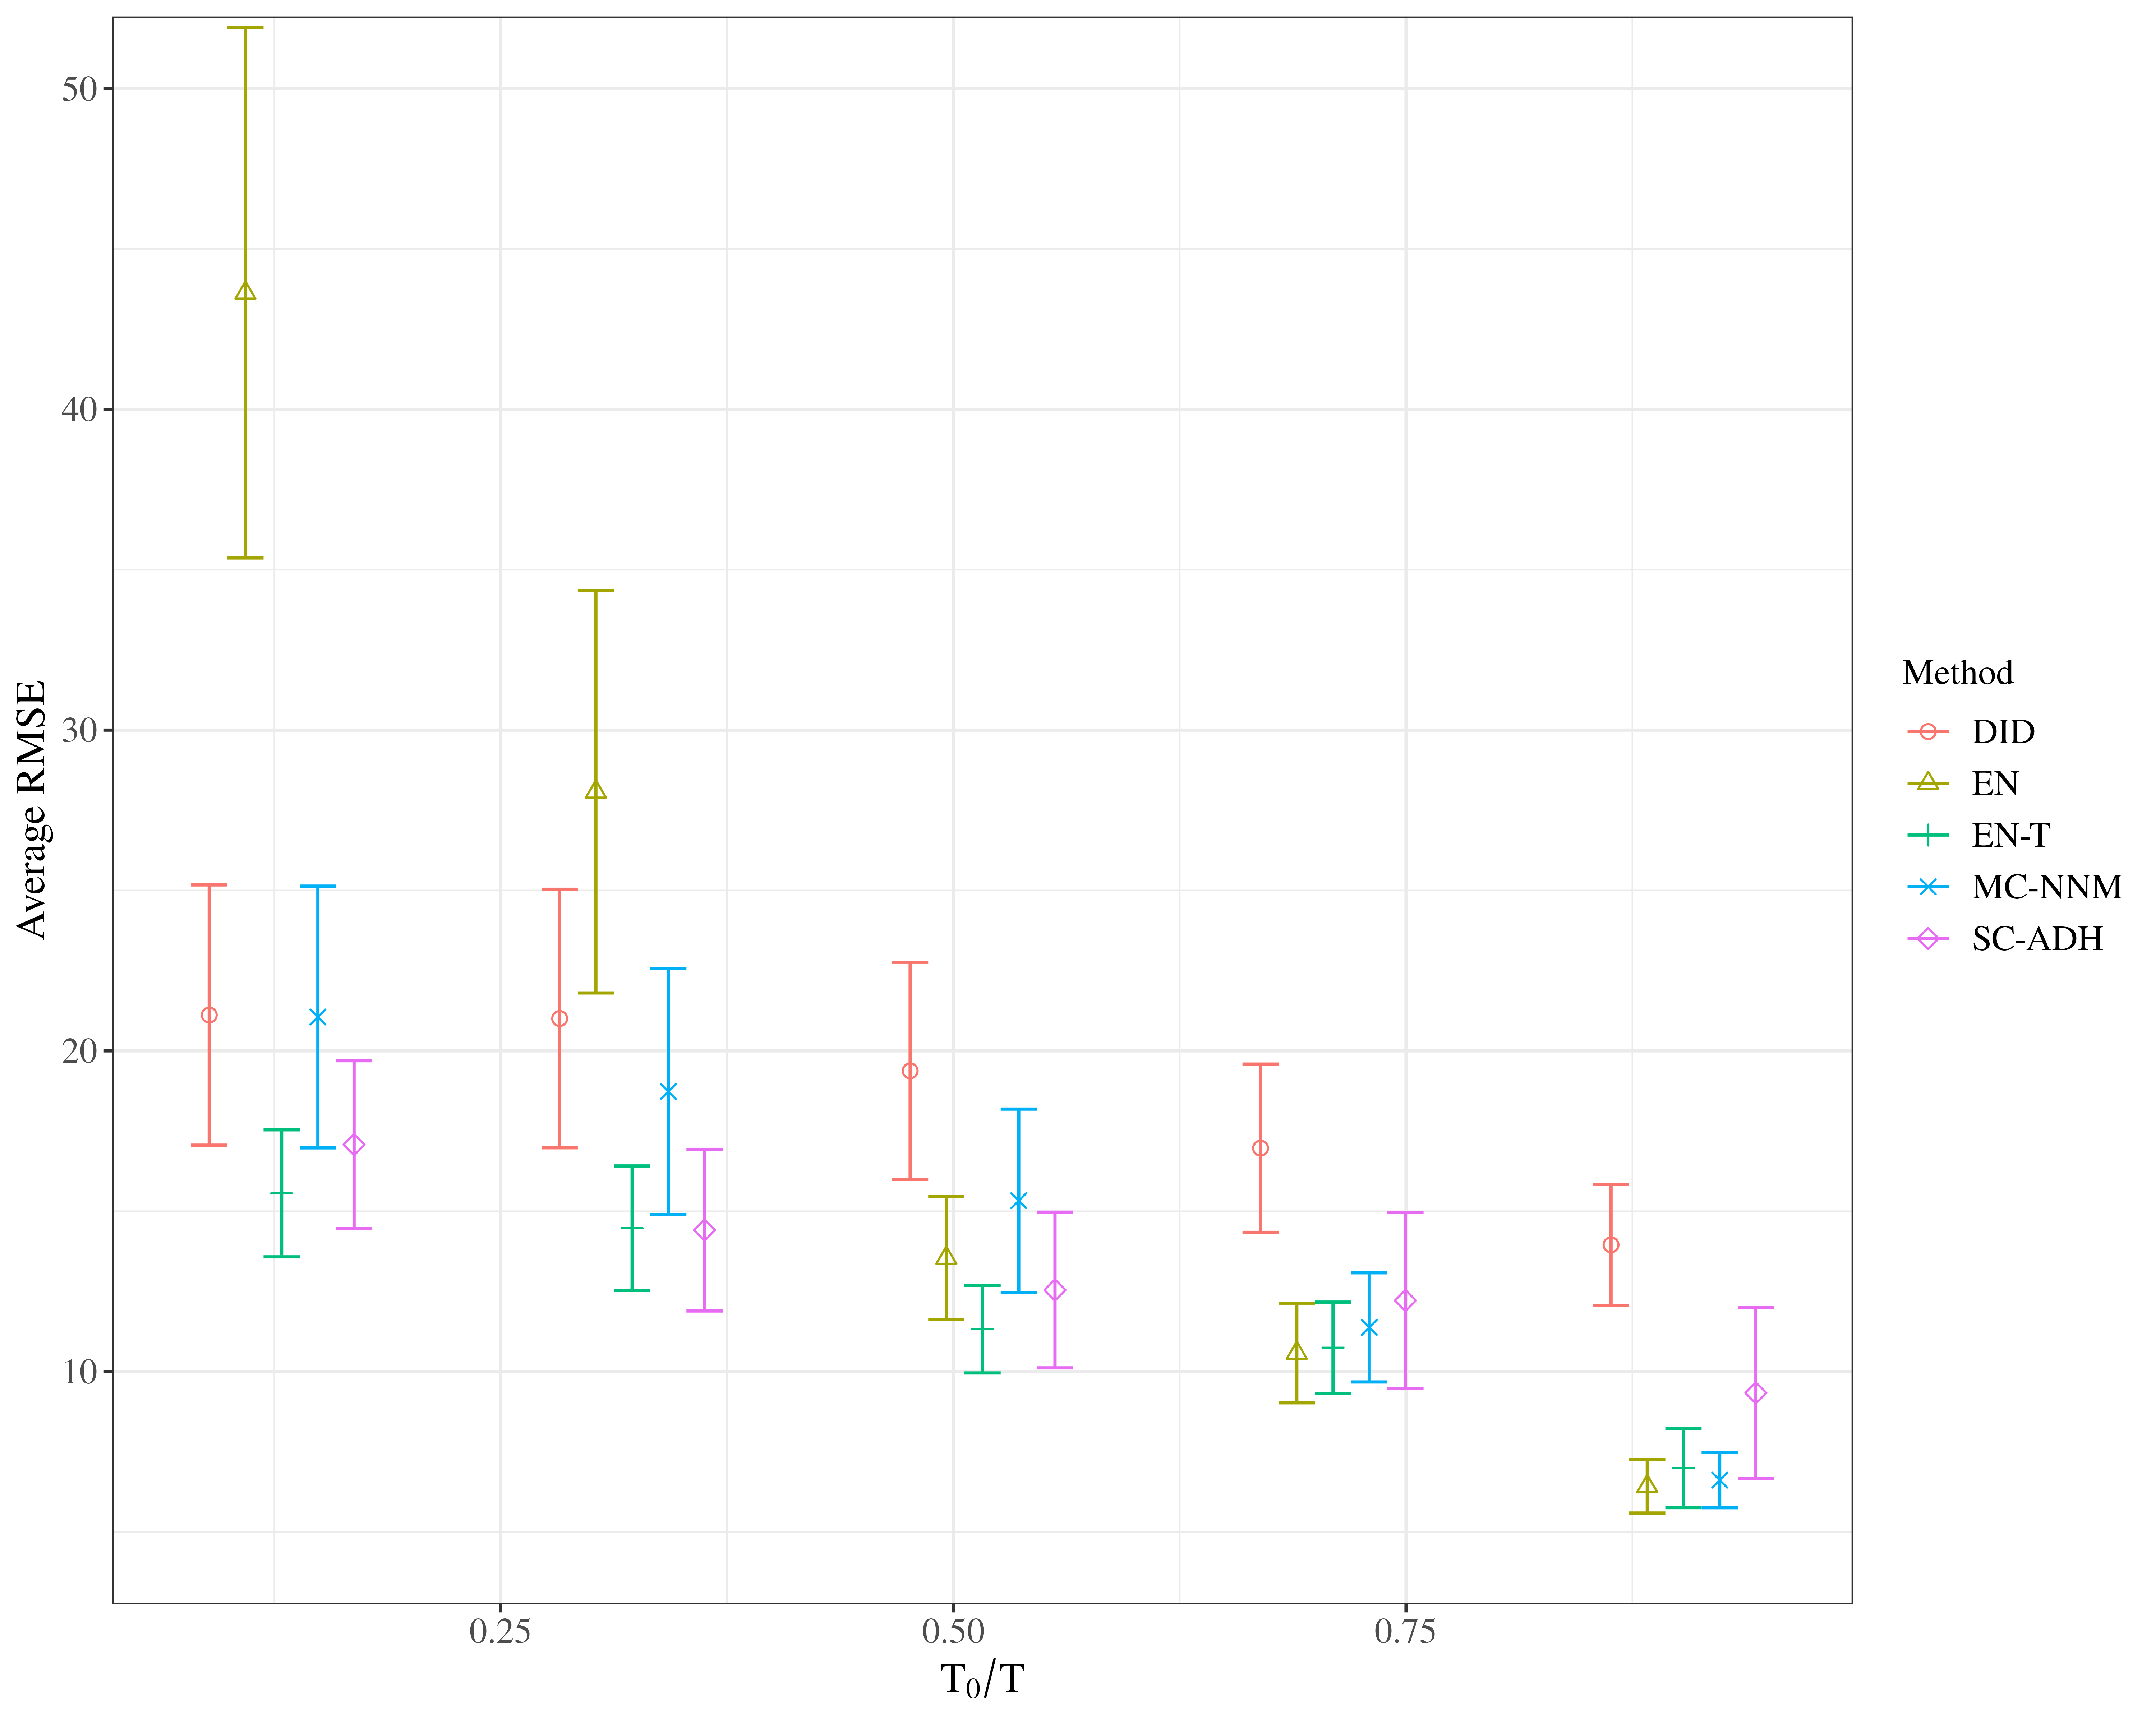 Average RMSE
50
40
30
20
10
0.25
0.50
0.75
T₀/T
Method
DID
EN
EN-T
MC-NNM
SC-ADH